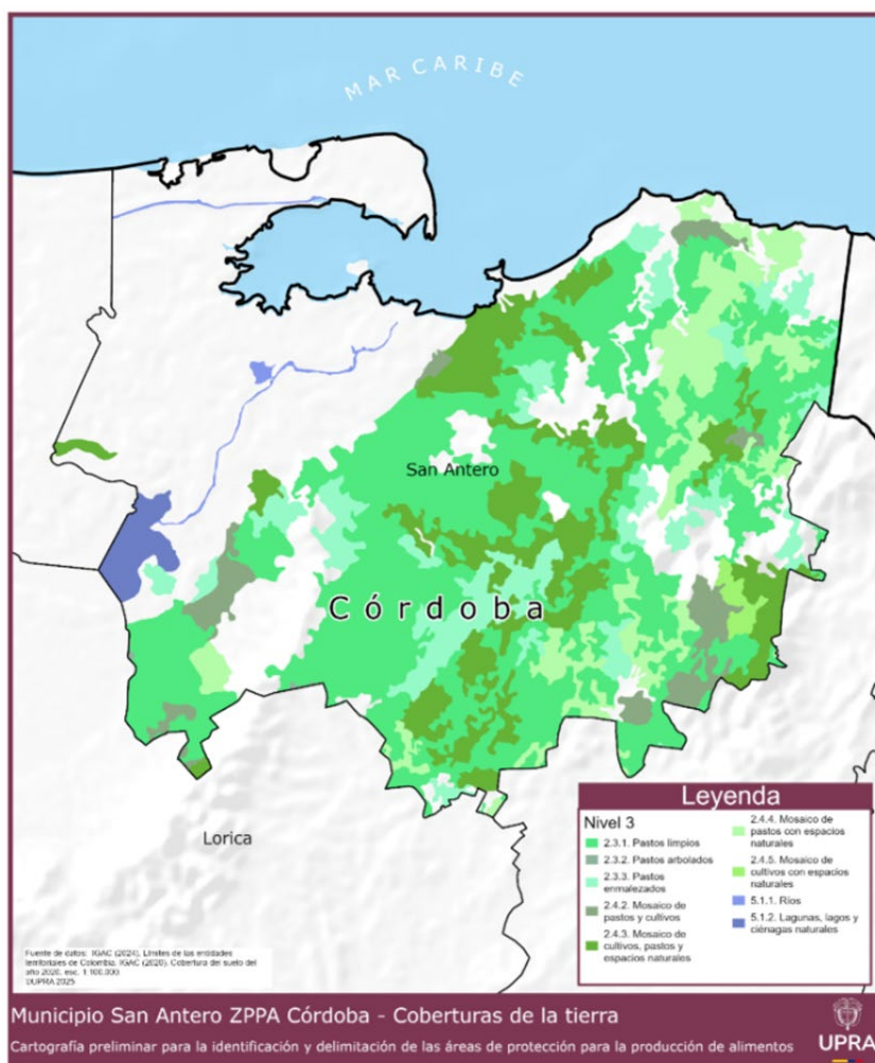 MAR CARIBE
San Antero
Córdoba
Lorica
Leyenda
Nivel 3
2.3.1. Pastos limpios
2.3.2. Pastos arbolados
2.3.3. Pastos
enmalezados
2.4.2. Mosaico de
pastos y cultivos
2.4.3. Mosaico de
cultivos, pastos y
espacios naturales
2.4.4. Mosaico de
pastos con espacios
naturales
2.4.5. Mosaico de
cultivos con espacios
naturales
5.1.1. Ríos
5.1.2. Lagunas, lagos y
ciénagas naturales
Fuente de datos: IGAC (2024). Límites de las entidades
territoriales de Colombia. IGAC (2020). Cobertura del suelo del
año 2020, esc. 1:100.000
©UPRA 2025
Municipio San Antero ZPPA Córdoba - Coberturas de la tierra
Cartografía preliminar para la identificación y delimitación de las áreas de protección para la producción de alimentos
UPRA